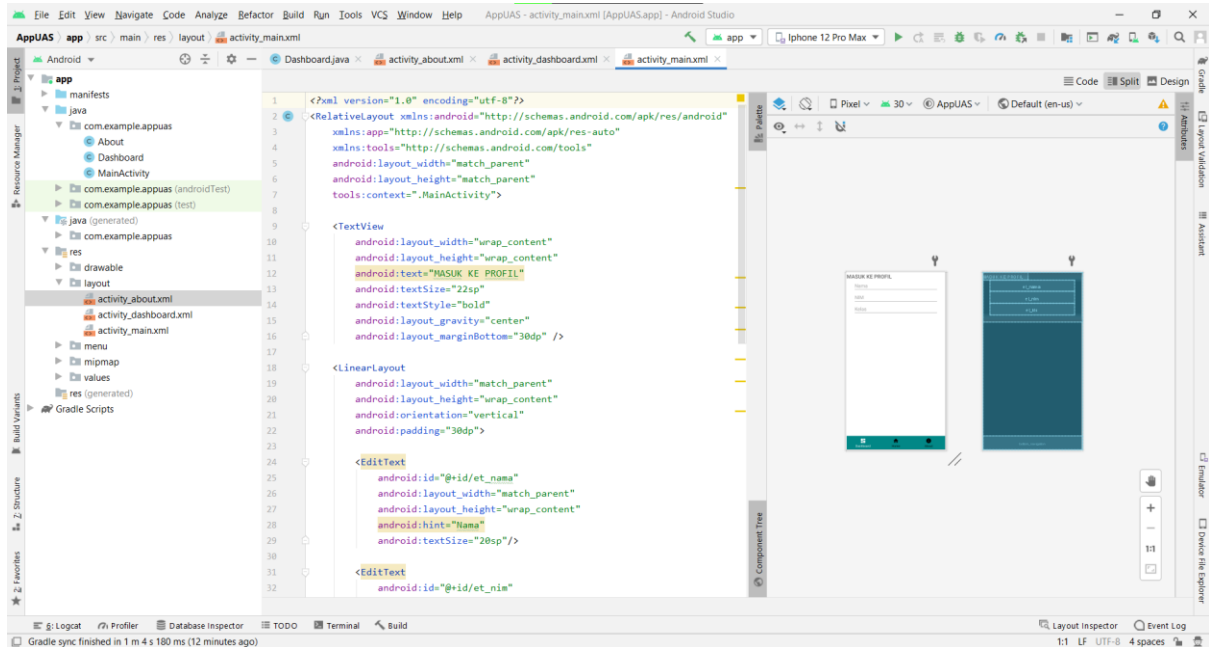 File Edit View Navigate Code Analyze Refactor Build Run Tools VCS Window Help AppUAS - activity_main.xml [AppUAS.app] - Android Studio
AppUAS app src main res layout activity_main.xml app Iphone 12 Pro Max
Android Dashboard.java activity_about.xml activity_dashboard.xml activity_main.xml
Code Split Design
Pixel 30 AppUAS Default (en-us)
1: Project
Resource Manager
Build Variants
Z: Structure
2: Favorites
app
manifests
java
com.example.appuas
About
Dashboard
MainActivity
com.example.appuas (androidTest)
com.example.appuas (test)
java (generated)
com.example.appuas
res
drawable
layout
activity_about.xml
activity_dashboard.xml
activity_main.xml
menu
mipmap
values
res (generated)
Gradle Scripts
1 <?xml version="1.0" encoding="utf-8"?>
2 <RelativeLayout xmlns:android="http://schemas.android.com/apk/res/android"
3 xmlns:app="http://schemas.android.com/apk/res-auto"
4 xmlns:tools="http://schemas.android.com/tools"
5 android:layout_width="match_parent"
6 android:layout_height="match_parent"
7 tools:context=".MainActivity">
8
9 <TextView
10 android:layout_width="wrap_content"
11 android:layout_height="wrap_content"
12 android:text="MASUK KE PROFIL"
13 android:textSize="22sp"
14 android:textStyle="bold"
15 android:layout_gravity="center"
16 android:layout_marginBottom="30dp" />
17
18 <LinearLayout
19 android:layout_width="match_parent"
20 android:layout_height="wrap_content"
21 android:orientation="vertical"
22 android:padding="30dp">
23
24 <EditText
25 android:id="@+id/et_nama"
26 android:layout_width="match_parent"
27 android:layout_height="wrap_content"
28 android:hint="Nama"
29 android:textSize="20sp"/>
30
31 <EditText
32 android:id="@+id/et_nim"
Palette
Component Tree
MASUK KE PROFIL
Nama
NIM
Kelas
1:1
Attributes
Gradle
Layout Validation
Assistant
Emulator
Device File Explorer
6: Logcat Profiler Database Inspector TODO Terminal Build Layout Inspector Event Log
Gradle sync finished in 1 m 4 s 180 ms (12 minutes ago) 1:1 LF UTF-8 4 spaces